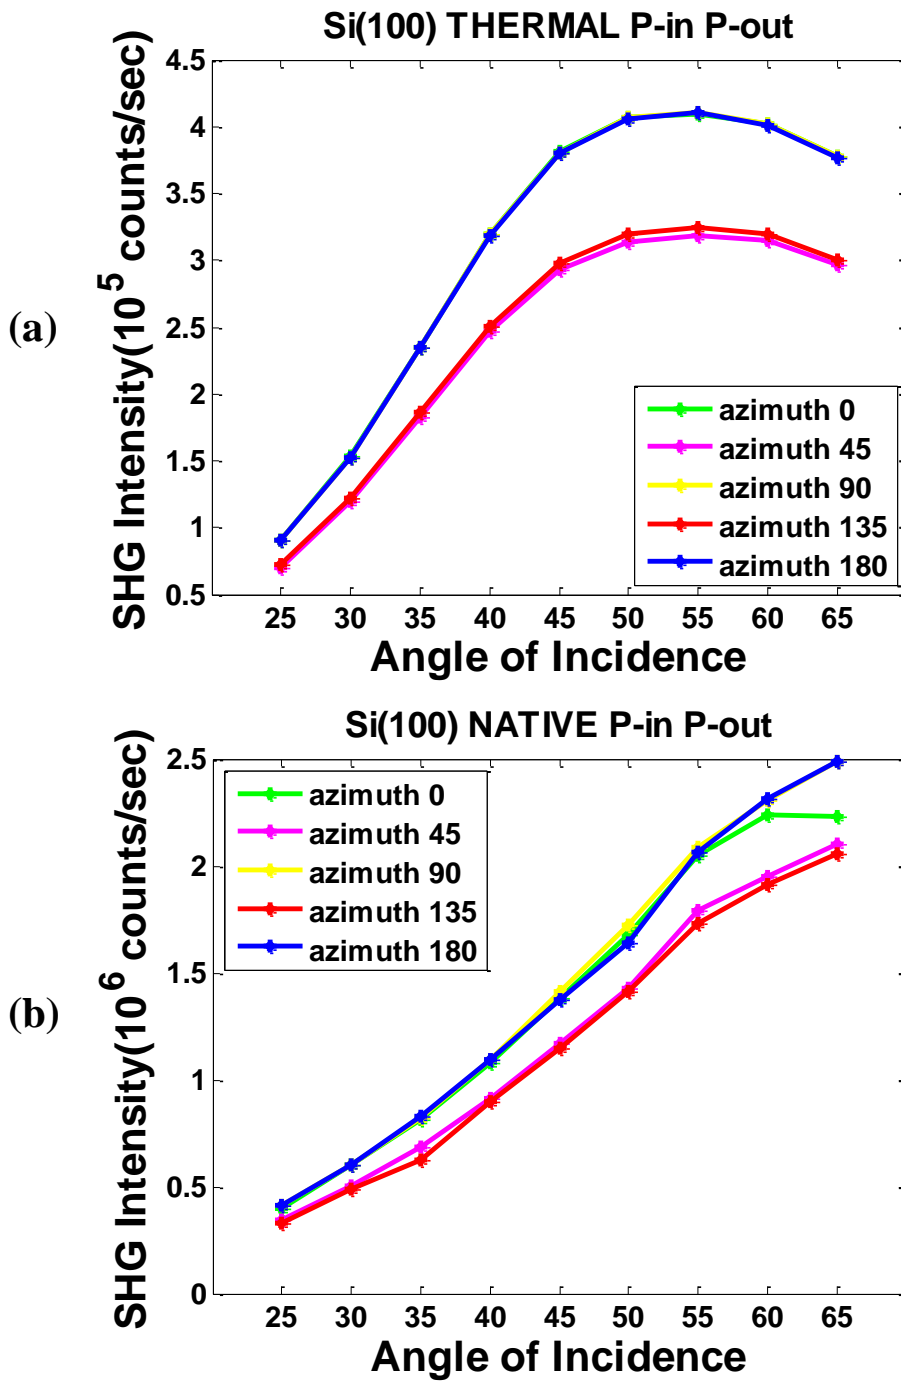 Si(100) THERMAL P-in P-out
(a)
SHG Intensity(10^5 counts/sec)
4.5
4
3.5
3
2.5
2
1.5
1
0.5
azimuth 0
azimuth 45
azimuth 90
azimuth 135
azimuth 180
25 30 35 40 45 50 55 60 65
Angle of Incidence
Si(100) NATIVE P-in P-out
(b)
SHG Intensity(10^6 counts/sec)
2.5
2
1.5
1
0.5
0
azimuth 0
azimuth 45
azimuth 90
azimuth 135
azimuth 180
25 30 35 40 45 50 55 60 65
Angle of Incidence